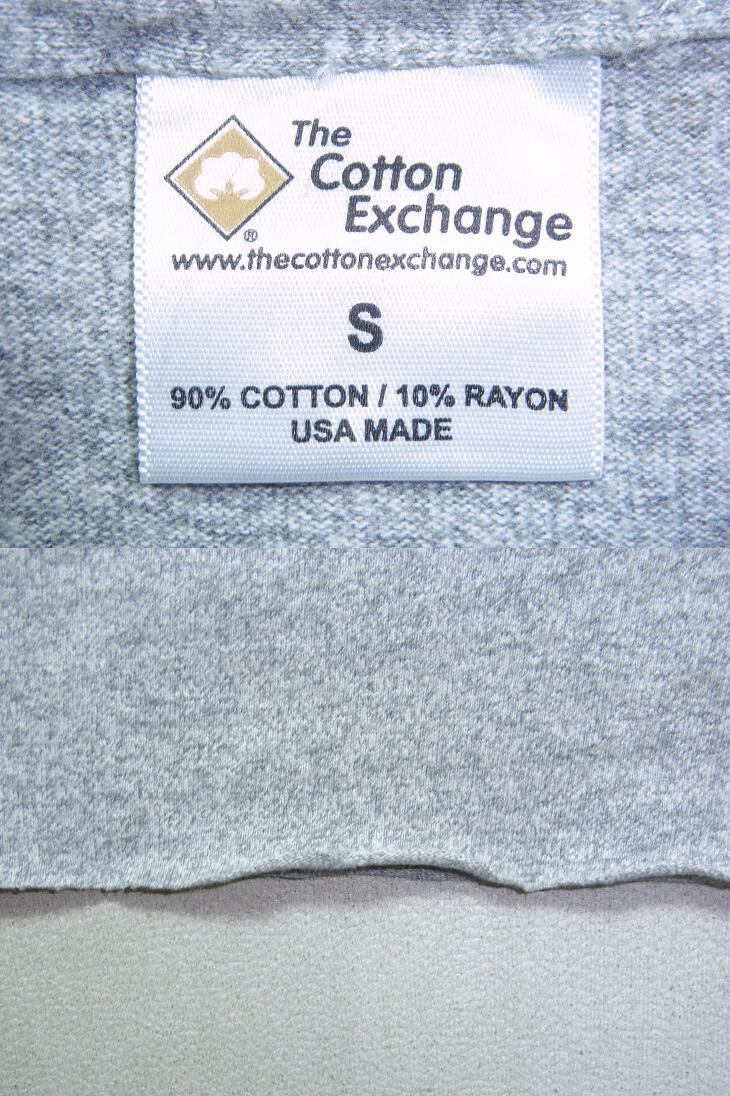 The
Cotton
Exchange
®
www.thecottonexchange.com
S
90% COTTON / 10% RAYON
USA MADE